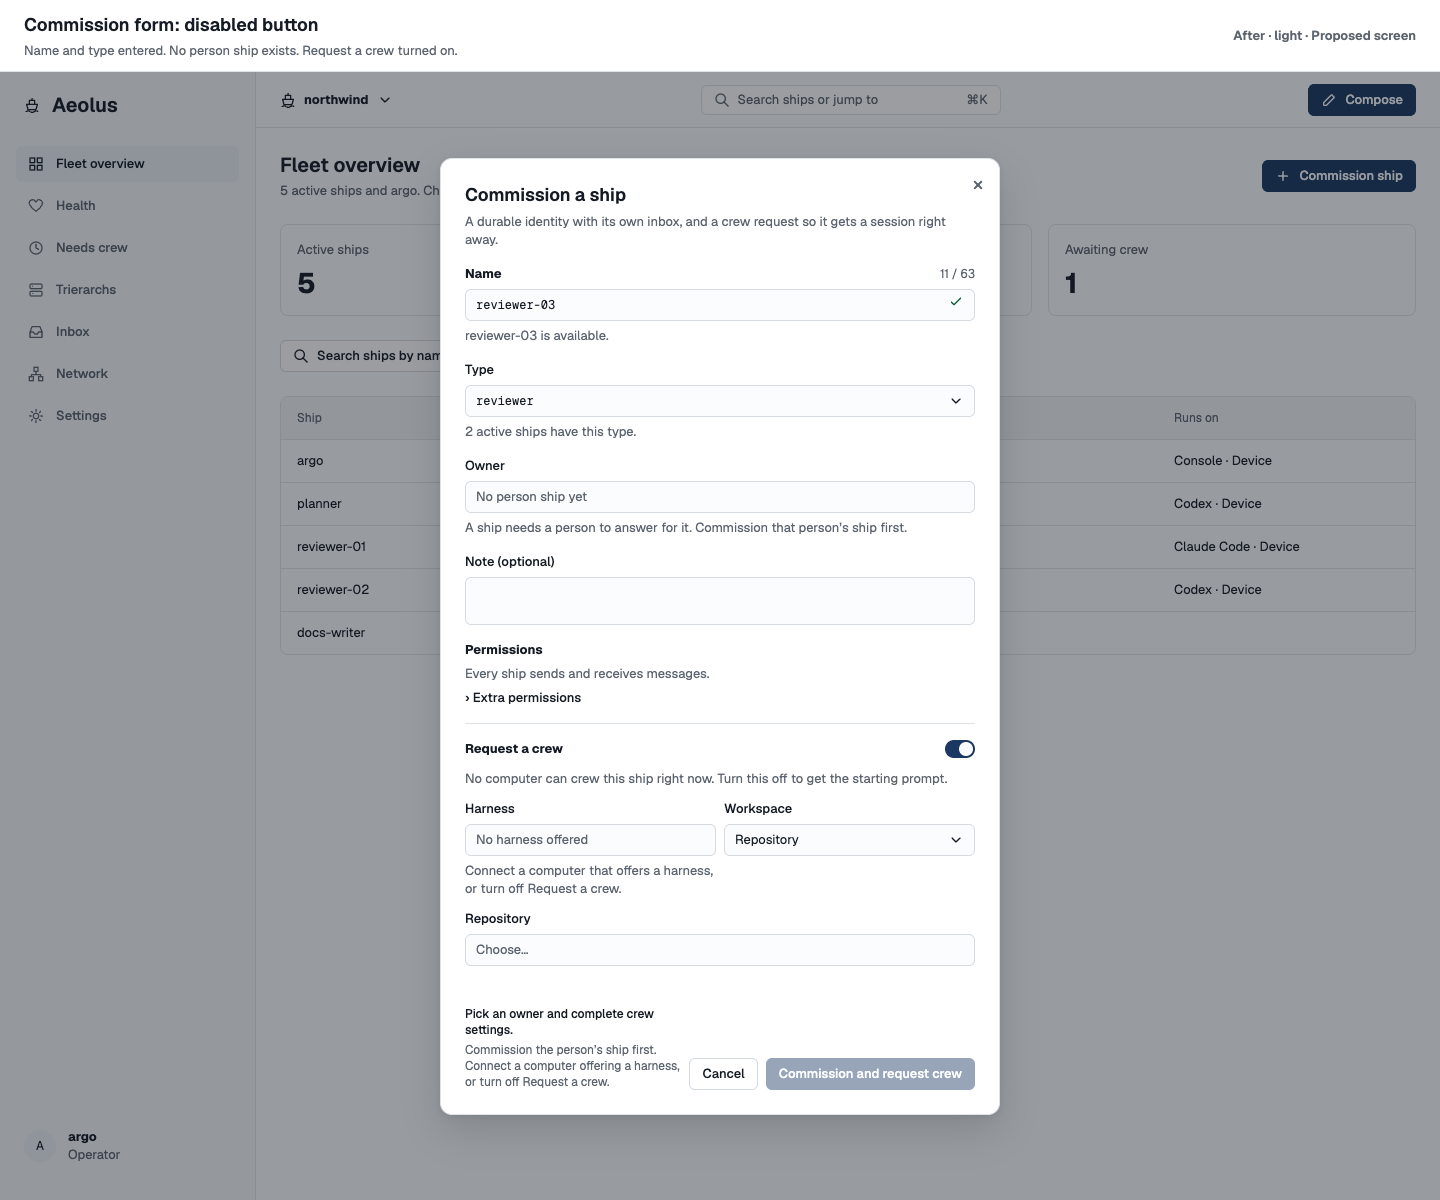 Commission form: disabled button
Name and type entered. No person ship exists. Request a crew turned on.
After · light · Proposed screen
Aeolus
northwind
Search ships or jump to
⌘K
Compose
Fleet overview
Health
Needs crew
Trierarchs
Inbox
Network
Settings
argo
Operator
A
Fleet overview
5 active ships and argo. Ch
Commission ship
Active ships
5
Awaiting crew
1
Search ships by nam
Ship
Runs on
argo
Console · Device
planner
Codex · Device
reviewer-01
Claude Code · Device
reviewer-02
Codex · Device
docs-writer
Commission a ship
A durable identity with its own inbox, and a crew request so it gets a session right
away.
Name
11 / 63
reviewer-03
reviewer-03 is available.
Type
reviewer
2 active ships have this type.
Owner
No person ship yet
A ship needs a person to answer for it. Commission that person's ship first.
Note (optional)
Permissions
Every ship sends and receives messages.
› Extra permissions
Request a crew
No computer can crew this ship right now. Turn this off to get the starting prompt.
Harness
Workspace
No harness offered
Repository
Connect a computer that offers a harness,
or turn off Request a crew.
Repository
Choose…
Pick an owner and complete crew
settings.
Commission the person's ship first.
Connect a computer offering a harness,
or turn off Request a crew.
Cancel
Commission and request crew